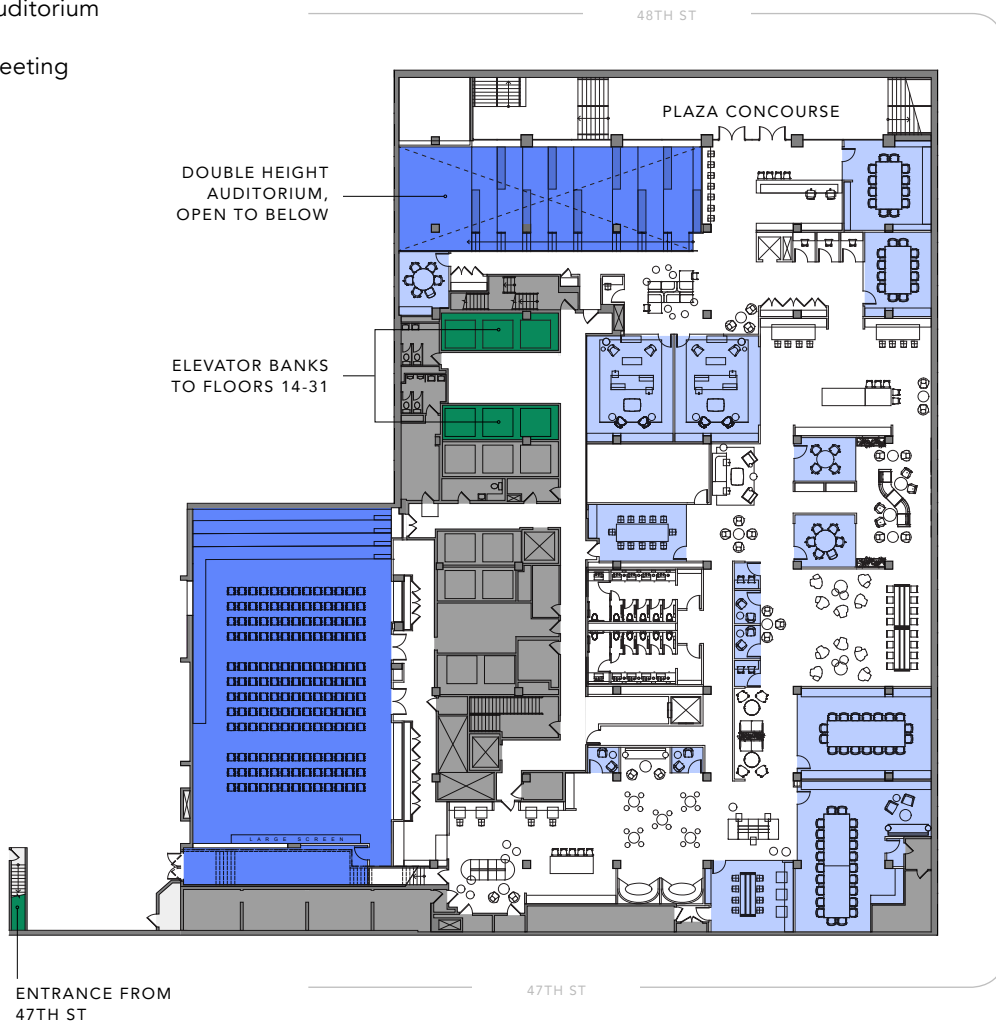 uditorium
48TH ST
eeting
PLAZA CONCOURSE
DOUBLE HEIGHT
AUDITORIUM,
OPEN TO BELOW
ELEVATOR BANKS
TO FLOORS 14-31
LARGE SCREEN
ENTRANCE FROM
47TH ST
47TH ST